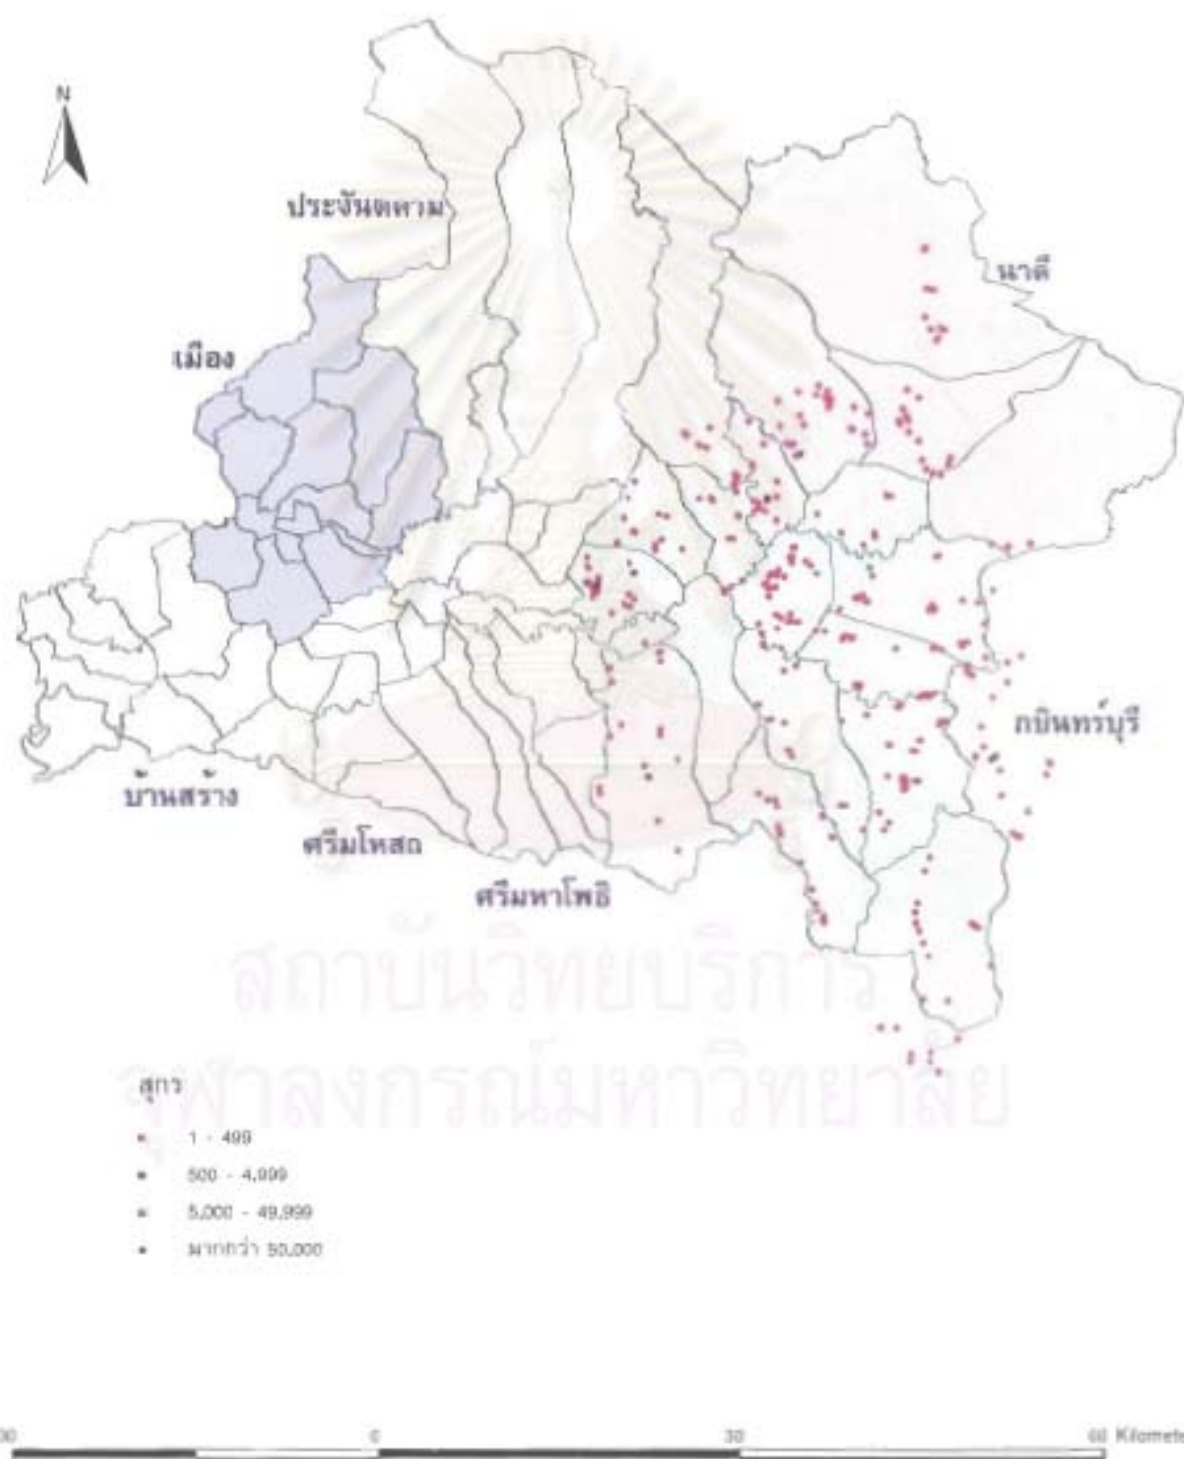 N
ประจันตคาม
นาดี
เมือง
กบินทร์บุรี
บ้านสร้าง
ศรีมโหสถ
ศรีมหาโพธิ
สถาบันวิทยบริการ
จุฬาลงกรณ์มหาวิทยาลัย
สุกร
1 - 499
500 - 4,999
5,000 - 49,999
มากกว่า 50,000
0 30 60 Kilomete